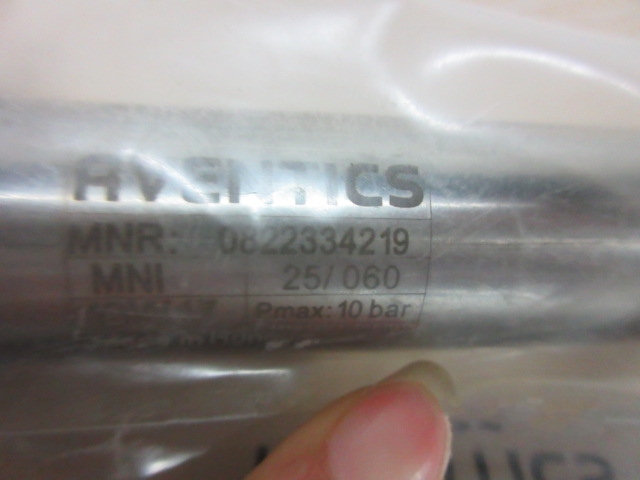 AVENTICS
MNR: 0822334219
MNI 25/ 060
Pmax: 10 bar